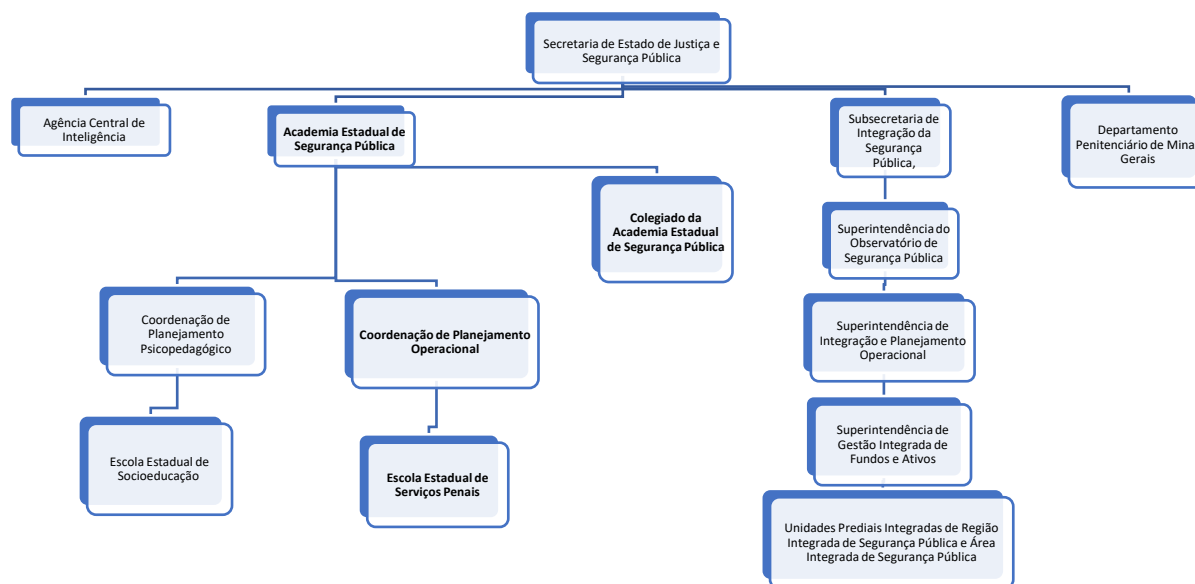 Secretaria de Estado de Justiça e
Segurança Pública
Agência Central de
Inteligência
Academia Estadual de
Segurança Pública
Subsecretaria de
Integração da
Segurança
Pública,
Departamento
Penitenciário de Minas
Gerais
Colegiado da
Academia Estadual
de Segurança Pública
Superintendência do
Observatório de
Segurança Pública
Coordenação de
Planejamento
Psicopedagógico
Coordenação de Planejamento
Operacional
Superintendência de
Integração e Planejamento
Operacional
Escola Estadual de
Socioeducação
Escola Estadual de
Serviços Penais
Superintendência de
Gestão Integrada de
Fundos e Ativos
Unidades Prediais Integradas de Região
Integrada de Segurança Pública e Área
Integrada de Segurança Pública